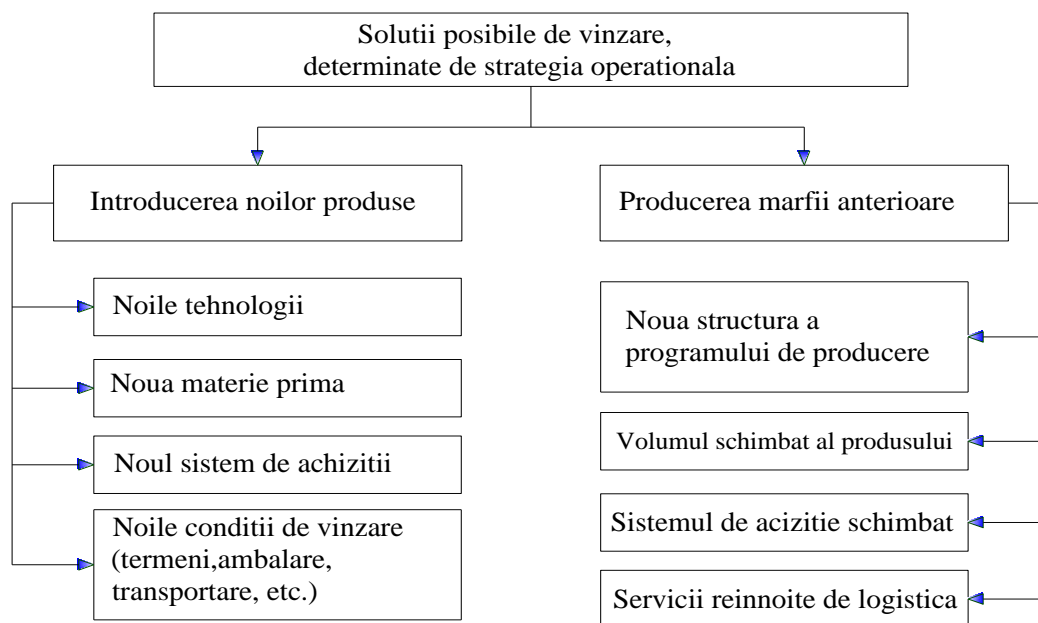 Solutii posibile de vinzare,
determinate de strategia operationala
Introducerea noilor produse
Noile tehnologii
Noua materie prima
Noul sistem de achizitii
Noile conditii de vinzare
(termeni,ambalare,
transportare, etc.)
Producerea marfii anterioare
Noua structura a
programului de producere
Volumul schimbat al produsului
Sistemul de acizitie schimbat
Servicii reinnoite de logistica